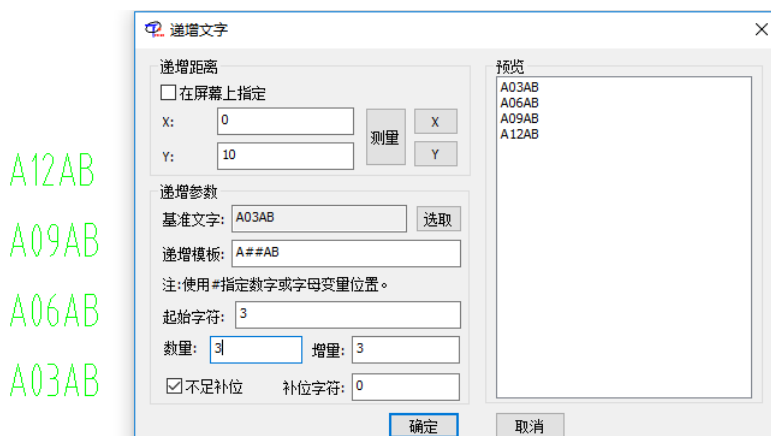 递增文字
递增距离
在屏幕上指定
X: 0
Y: 10
测量
X
Y
预览
A03AB
A06AB
A09AB
A12AB
A12AB
A09AB
A06AB
A03AB
递增参数
基准文字: A03AB 选取
递增模板: A##AB
注:使用#指定数字或字母变量位置。
起始字符: 3
数量: 3 增量: 3
不足补位 补位字符: 0
确定 取消